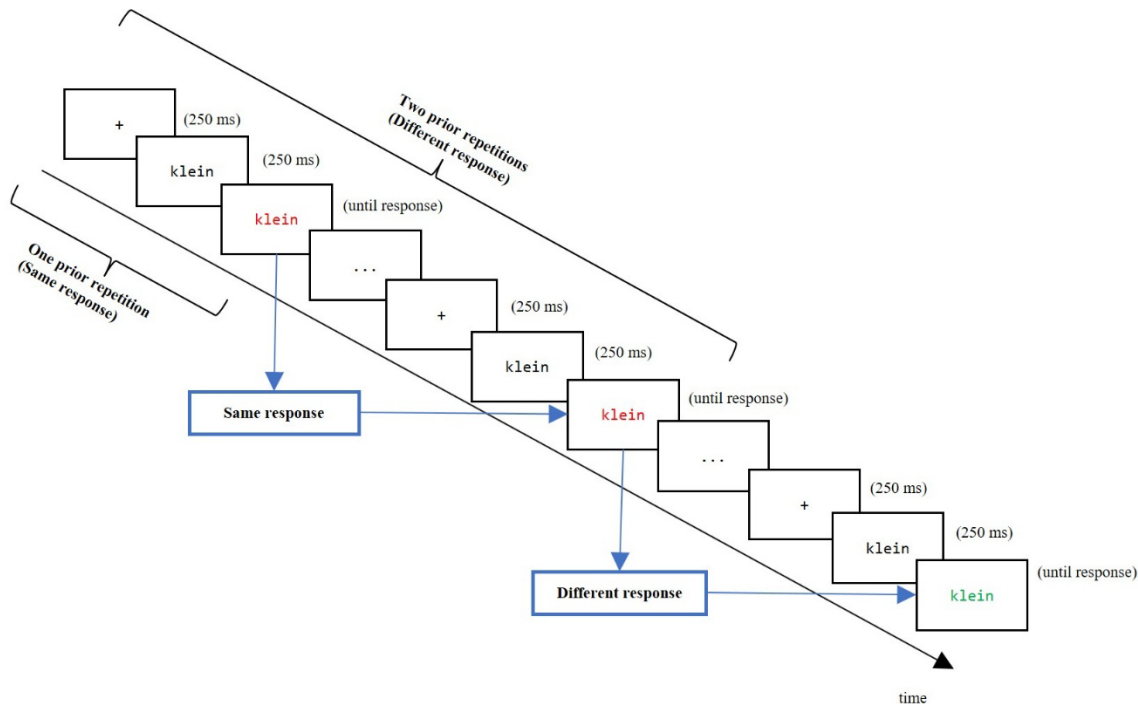 +
(250 ms)
klein
(250 ms)
klein
(until response)
...
+
(250 ms)
klein
(250 ms)
klein
(until response)
...
+
(250 ms)
klein
(250 ms)
klein
(until response)
Two prior repetitions
(Different response)
One prior repetition
(Same response)
Same response
Different response
time